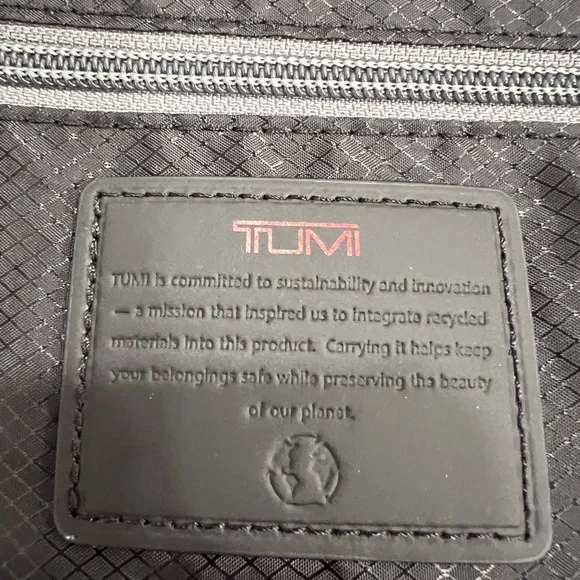 TUMI
TUMI is committed to sustainability and innovation
— a mission that inspired us to integrate recycled
materials into this product. Carrying it helps keep
your belongings safe while preserving the beauty
of our planet.